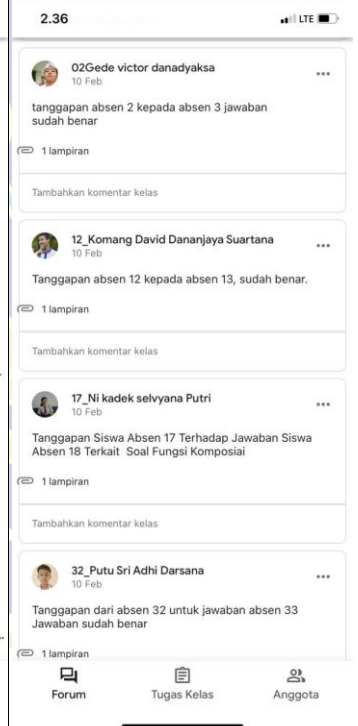 2.36
LTE
02Gede victor danadyaksa
10 Feb
tanggapan absen 2 kepada absen 3 jawaban
sudah benar
1 lampiran
Tambahkan komentar kelas
12_Komang David Dananjaya Suartana
10 Feb
Tanggapan absen 12 kepada absen 13, sudah benar.
1 lampiran
Tambahkan komentar kelas
17_Ni kadek selvyana Putri
10 Feb
Tanggapan Siswa Absen 17 Terhadap Jawaban Siswa
Absen 18 Terkait Soal Fungsi Komposiai
1 lampiran
Tambahkan komentar kelas
32_Putu Sri Adhi Darsana
10 Feb
Tanggapan dari absen 32 untuk jawaban absen 33
Jawaban sudah benar
1 lampiran
Forum
Tugas Kelas
Anggota